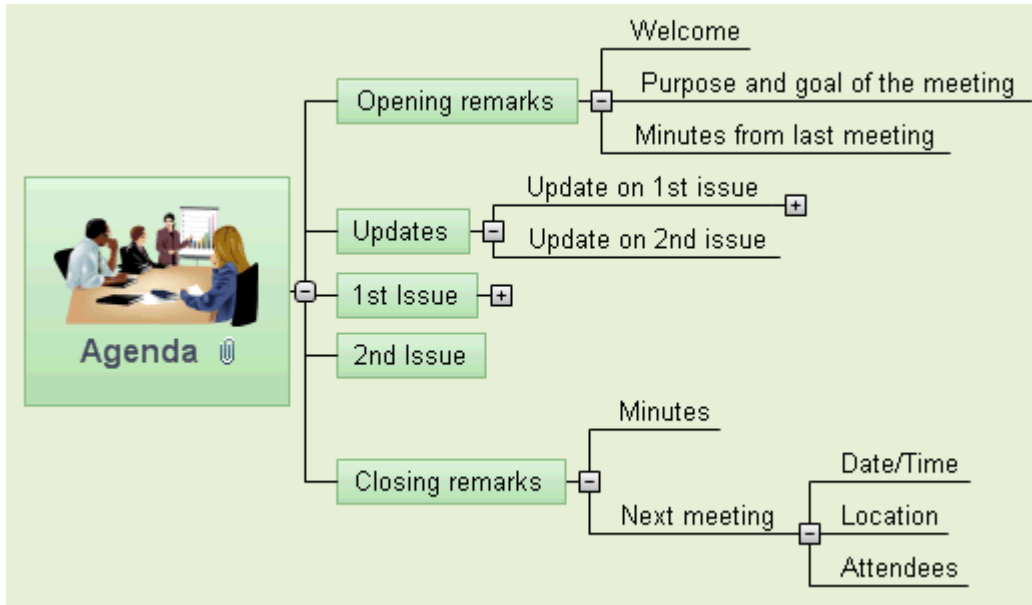 Agenda
Opening remarks
Welcome
Purpose and goal of the meeting
Minutes from last meeting
Updates
Update on 1st issue
Update on 2nd issue
1st Issue
2nd Issue
Closing remarks
Minutes
Next meeting
Date/Time
Location
Attendees